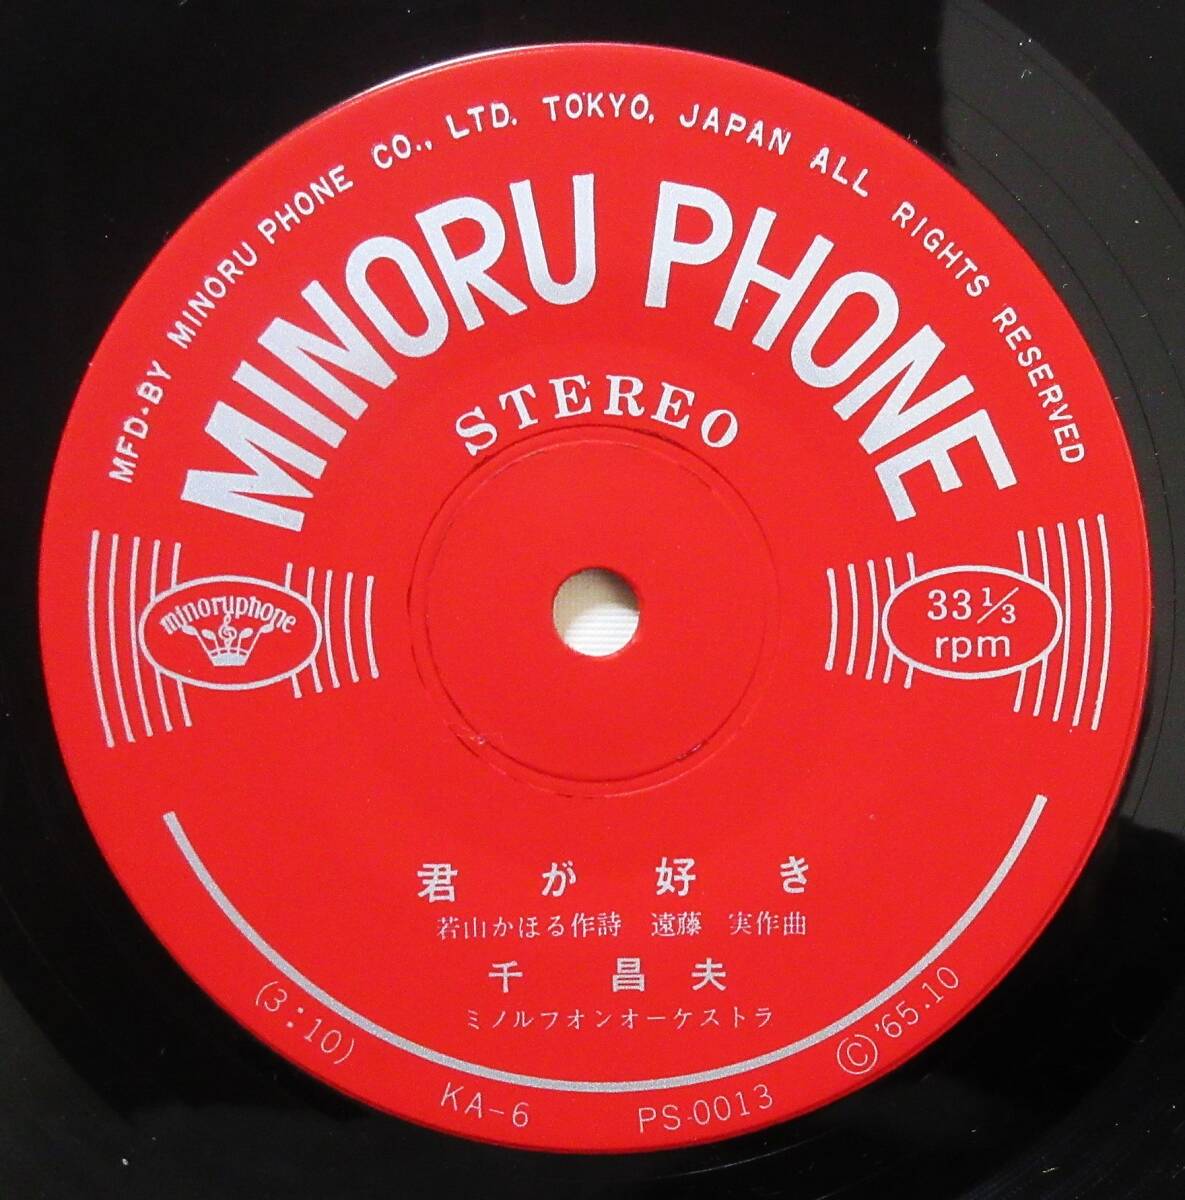 MFD·BY MINORU PHONE CO., LTD. TOKYO, JAPAN ALL RIGHTS RESERVED
MINORU PHONE
STEREO
minoruphone
33 1/3
rpm
君が好き
若山かほる作詩 遠藤 実作曲
千 昌夫
ミノルフオンオーケストラ
(3:10)
KA-6
PS-0013
©'65.10